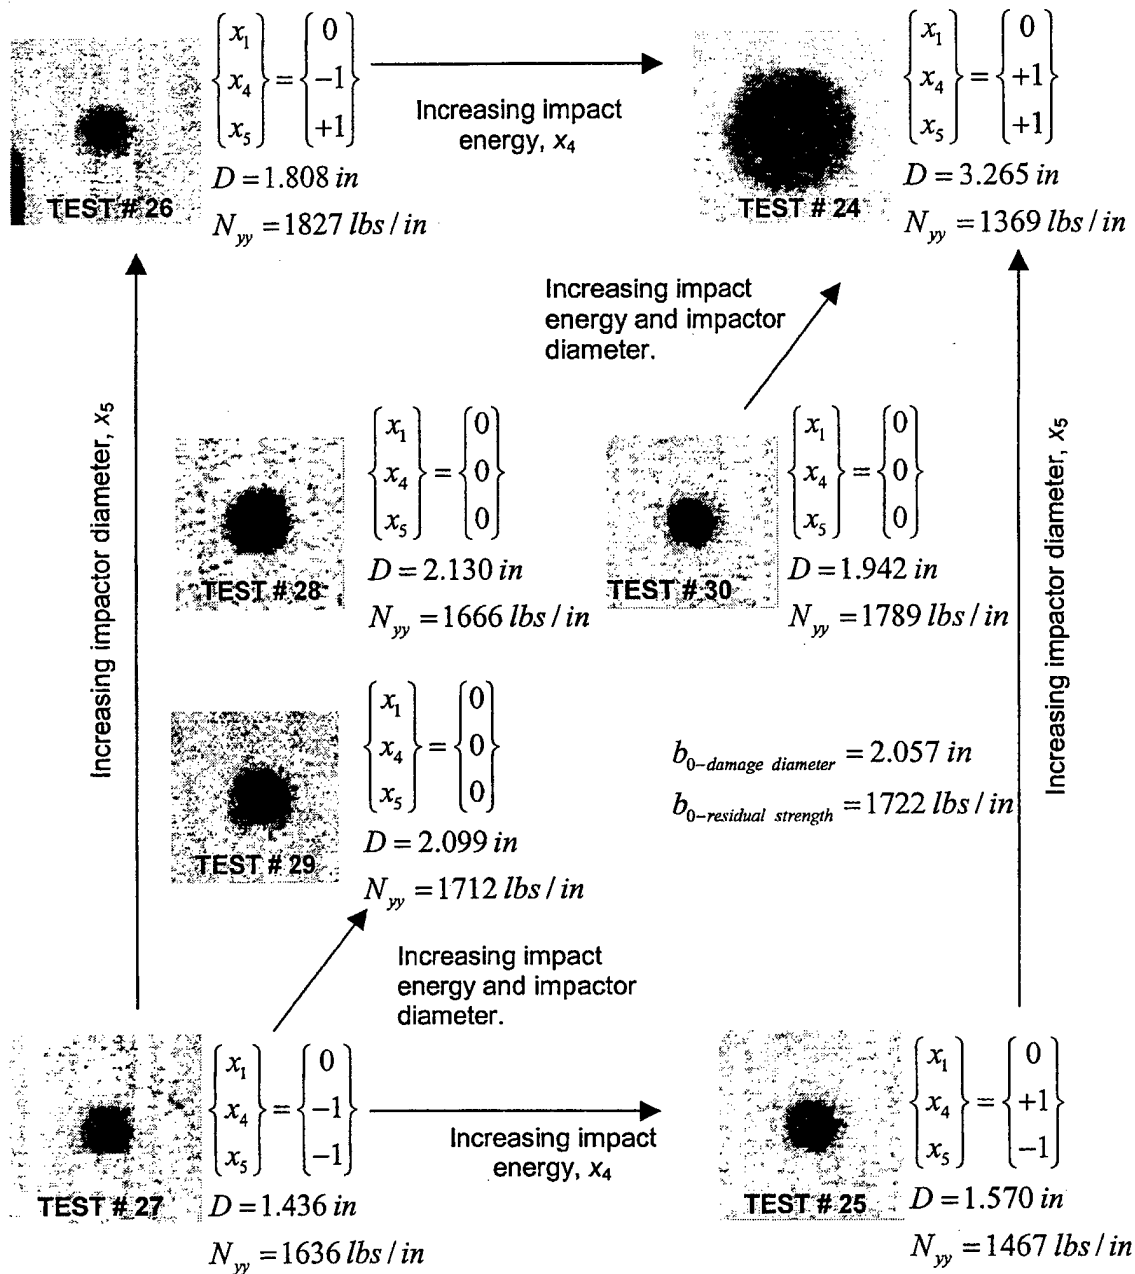 {x₁ x₄ x₅} = {0 −1 +1}
D = 1.808 in
TEST # 26
N_yy = 1827 lbs / in
Increasing impact
energy, x₄
{x₁ x₄ x₅} = {0 +1 +1}
D = 3.265 in
TEST # 24
N_yy = 1369 lbs / in
Increasing impact
energy and impactor
diameter.
Increasing impactor diameter, x₅
{x₁ x₄ x₅} = {0 0 0}
D = 2.130 in
TEST # 28
N_yy = 1666 lbs / in
{x₁ x₄ x₅} = {0 0 0}
D = 1.942 in
TEST # 30
N_yy = 1789 lbs / in
Increasing impactor diameter, x₅
{x₁ x₄ x₅} = {0 0 0}
D = 2.099 in
TEST # 29
N_yy = 1712 lbs / in
b₀₋damage diameter = 2.057 in
b₀₋residual strength = 1722 lbs / in
Increasing impact
energy and impactor
diameter.
{x₁ x₄ x₅} = {0 −1 −1}
TEST # 27
D = 1.436 in
N_yy = 1636 lbs / in
Increasing impact
energy, x₄
{x₁ x₄ x₅} = {0 +1 −1}
TEST # 25
D = 1.570 in
N_yy = 1467 lbs / in